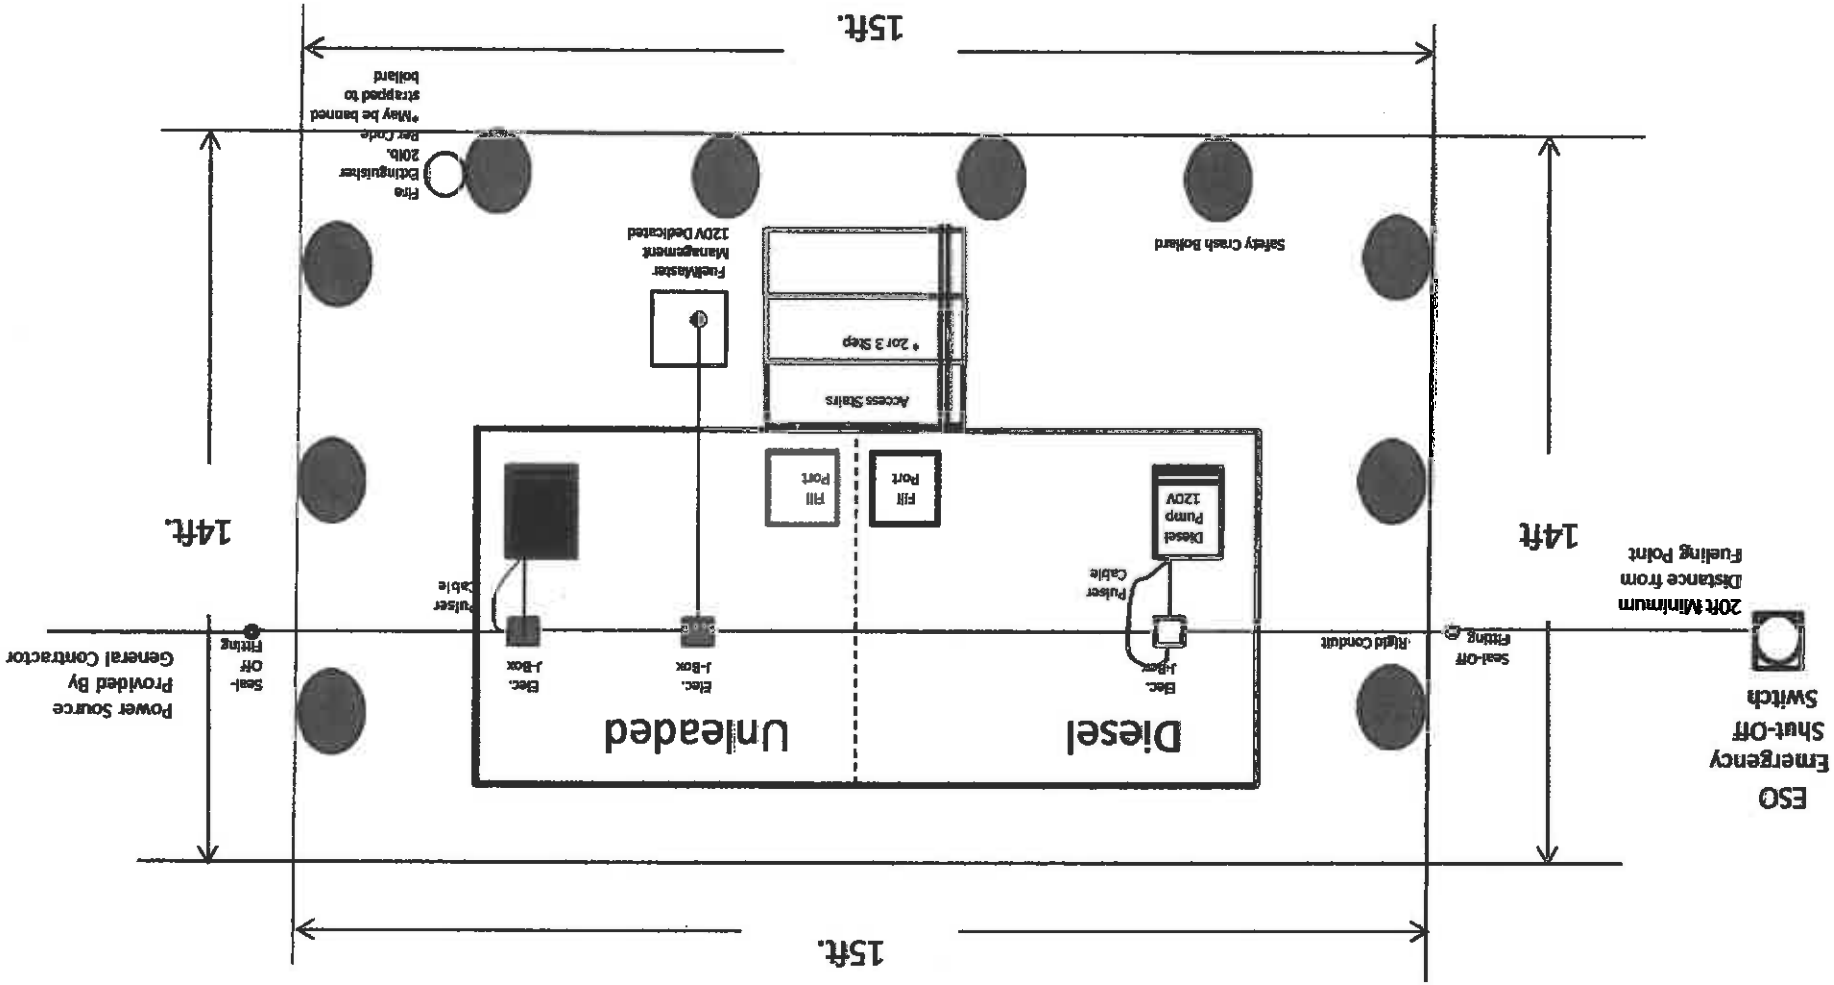 15ft.
ESO
Emergency
Shut-Off
Switch
20ft Minimum
Distance from
Fueling Point
14ft
Seal-Off
Fitting
Rigid Conduit
Diesel
Elec.
J-Box
Pulser
Cable
Diesel
Pump
120V
Fill
Port
Unleaded
Elec.
J-Box
Elec.
J-Box
Pulser
Cable
Fill
Port
Power Source
Provided By
General Contractor
Seal-
Off
Fitting
14ft.
Access Stairs
* 2or 3 Step
FuelMaster
Management
120V Dedicated
Safety Crash Bollard
Fire
Extinguisher
20lb.
Per Code
*May be banned
strapped to
bollard
15ft.